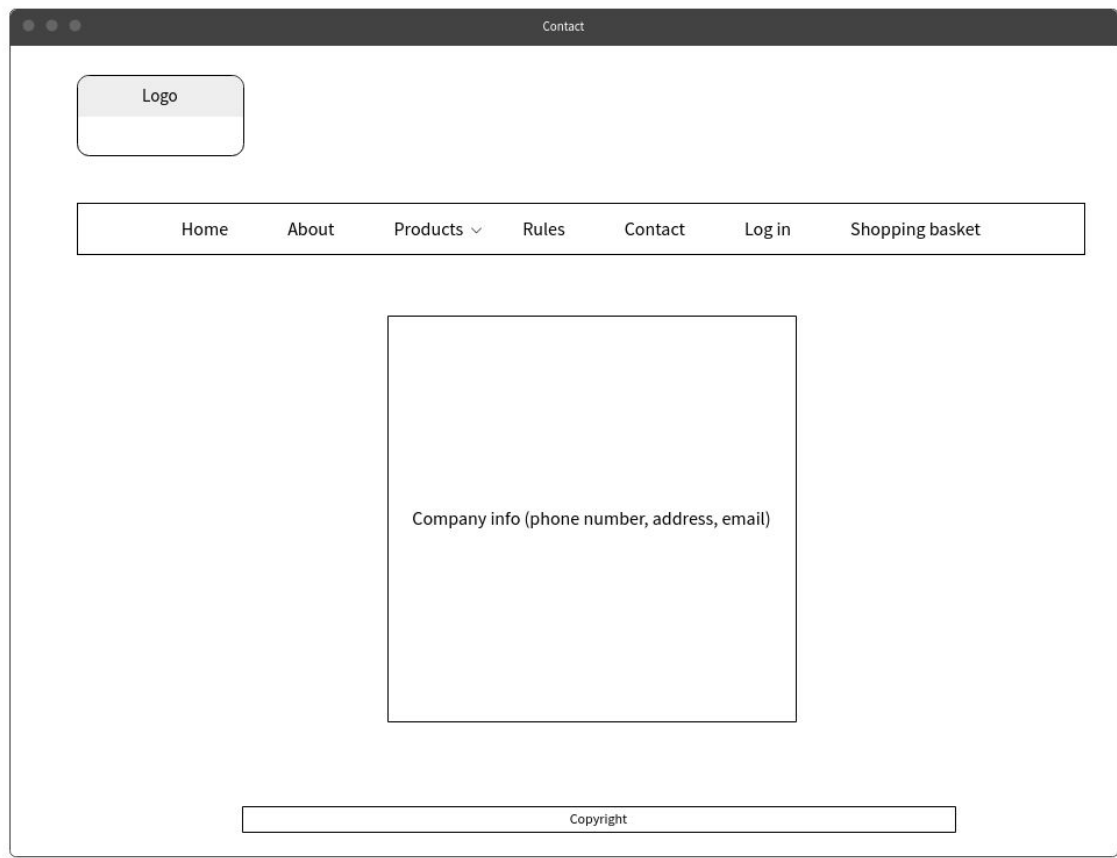 Contact
Logo
Home About Products Rules Contact Log in Shopping basket
Company info (phone number, address, email)
Copyright